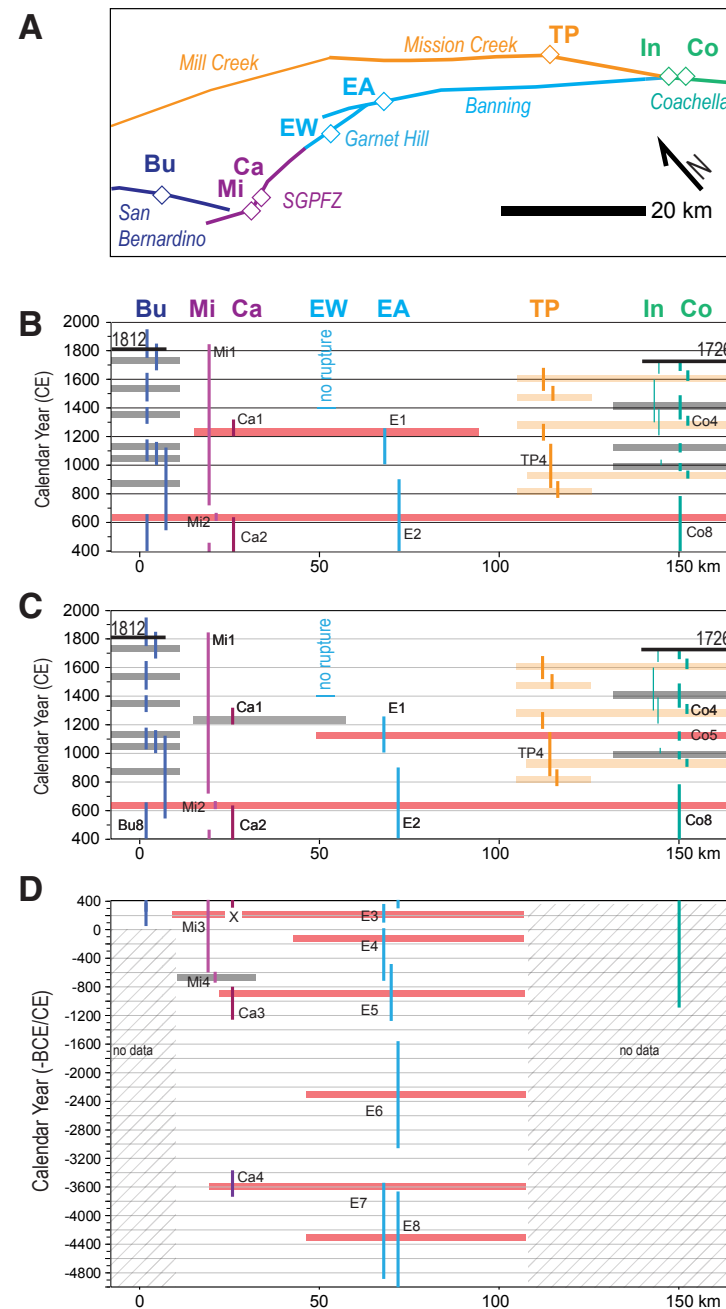 A
Mill Creek
Mission Creek
TP
In
Co
EA
EW
Banning
Coachella
Garnet Hill
Bu
Ca
Mi
SGPFZ
San
Bernardino
N
20 km
Bu
Mi
Ca
EW
EA
TP
In
Co
B
Calendar Year (CE)
2000
1800
1600
1400
1200
1000
800
600
400
1812
Mi1
no rupture
1726
Ca1
E1
Co4
TP4
Mi2
Ca2
E2
Co8
0
50
100
150 km
C
Calendar Year (CE)
2000
1800
1600
1400
1200
1000
800
600
400
1812
Mi1
no rupture
1726
Ca1
E1
Co4
Co5
TP4
Mi2
Bu8
Ca2
E2
Co8
D
Calendar Year (-BCE/CE)
400
0
-400
-800
-1200
-1600
-2000
-2400
-2800
-3200
-3600
-4000
-4400
-4800
X
E3
Mi3
E4
Mi4
E5
Ca3
no data
no data
E6
Ca4
E7
E8
0
50
100
150 km